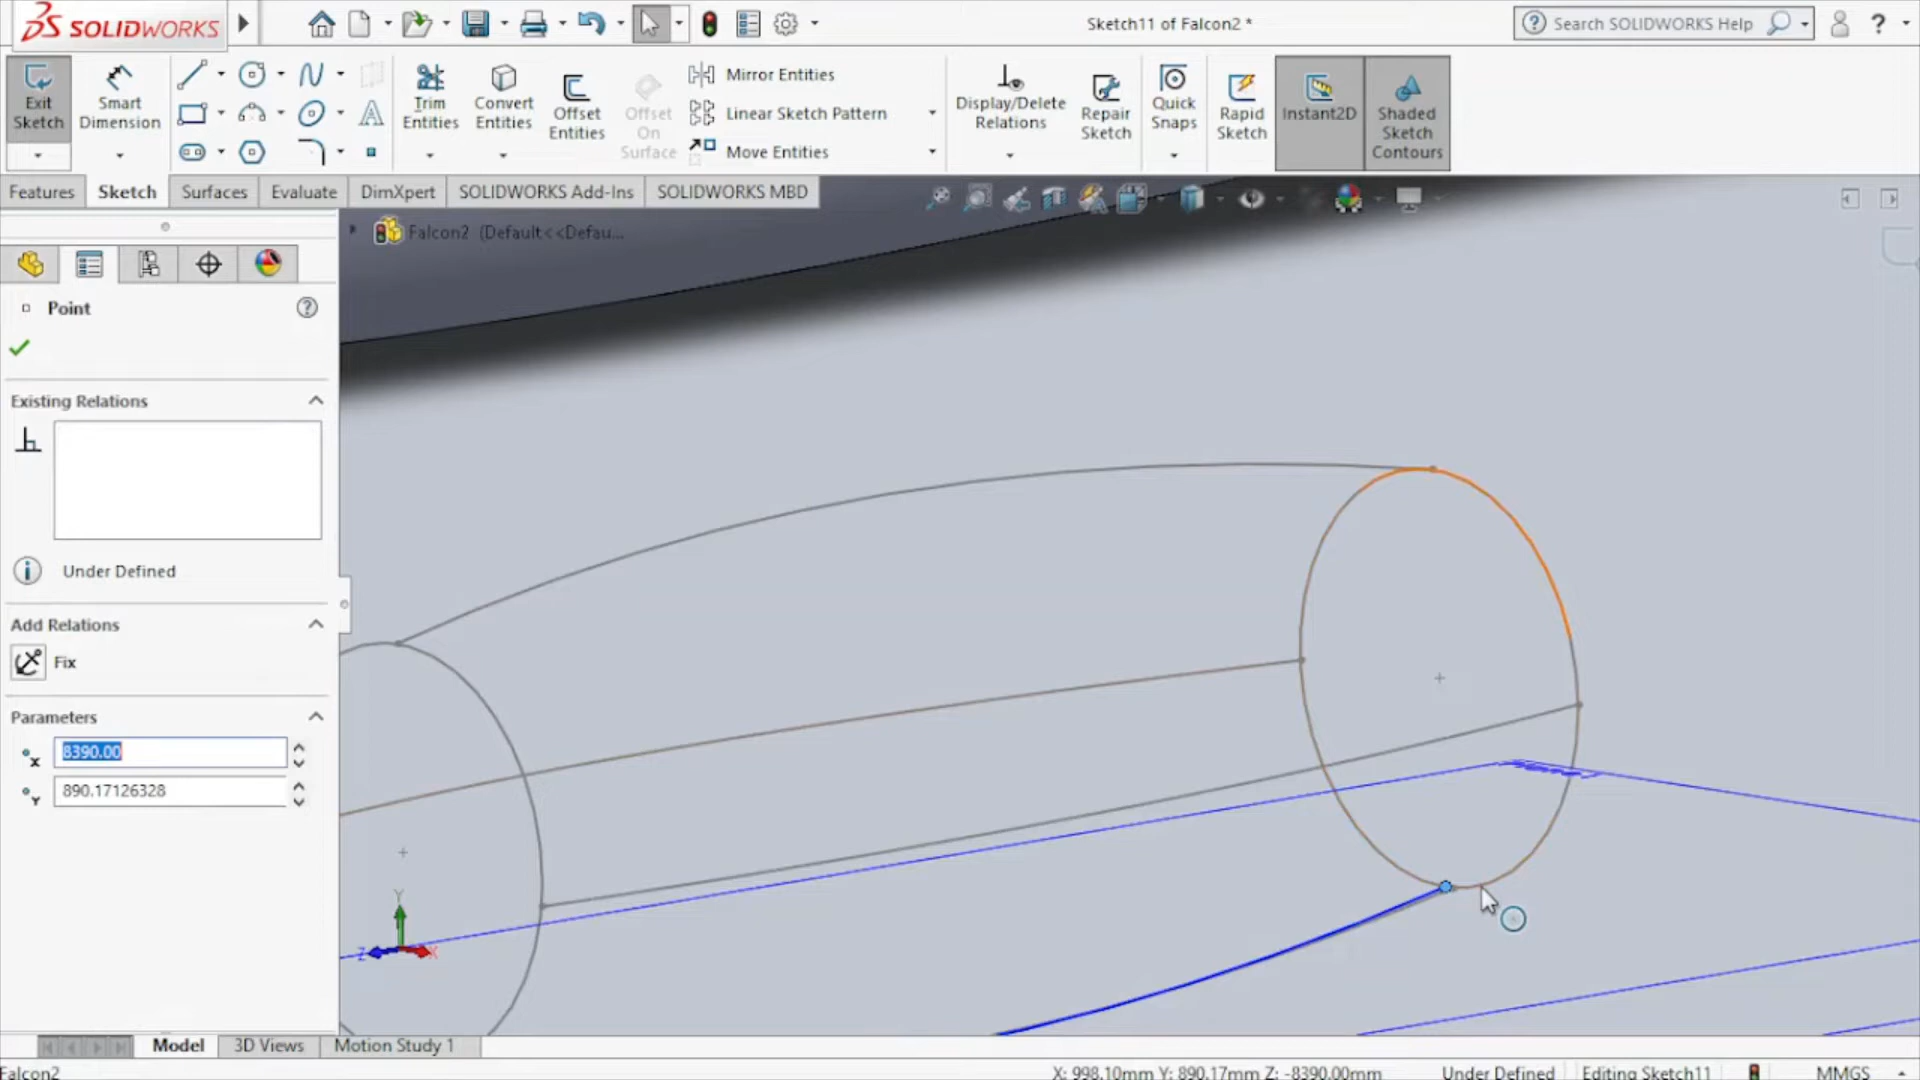 SOLIDWORKS
Sketch11 of Falcon2 *
Search SOLIDWORKS Help
Exit Sketch
Smart Dimension
Trim Entities
Convert Entities
Offset Entities
Offset On Surface
Mirror Entities
Linear Sketch Pattern
Move Entities
Display/Delete Relations
Repair Sketch
Quick Snaps
Rapid Sketch
Instant2D
Shaded Sketch Contours
Features
Sketch
Surfaces
Evaluate
DimXpert
SOLIDWORKS Add-Ins
SOLIDWORKS MBD
Falcon2 (Default<<Defau...
Point
Existing Relations
Under Defined
Add Relations
Fix
Parameters
X
8390.00
Y
890.17126328
Y
Z
X
Model
3D Views
Motion Study 1
Falcon2
X: 998.10mm Y: 890.17mm Z: -8390.00mm
Under Defined
Editing Sketch11
MMGS